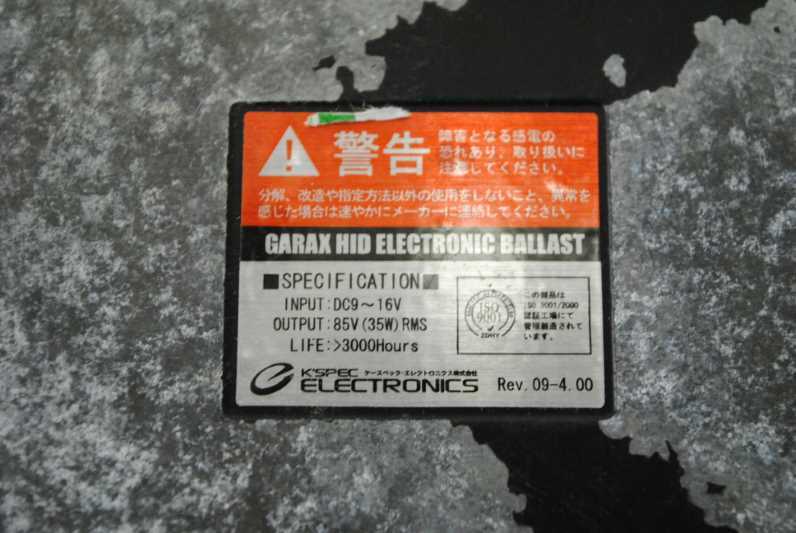 警告
障害となる感電の
恐れあり、取り扱いに
注意してください。
分解、改造や指定方法以外の使用をしないこと、異常を
感じた場合は速やかにメーカーに連絡してください。
GARAX HID ELECTRONIC BALLAST
■SPECIFICATION■
INPUT:DC9～16V
OUTPUT:85V(35W)RMS
LIFE:>3000Hours
ISO
9001
この部品は
ISO 9001/2000
認証工場にて
管理製造されて
います。
K'SPEC ケースペック・エレクトロニクス株式会社
ELECTRONICS
Rev.09-4.00